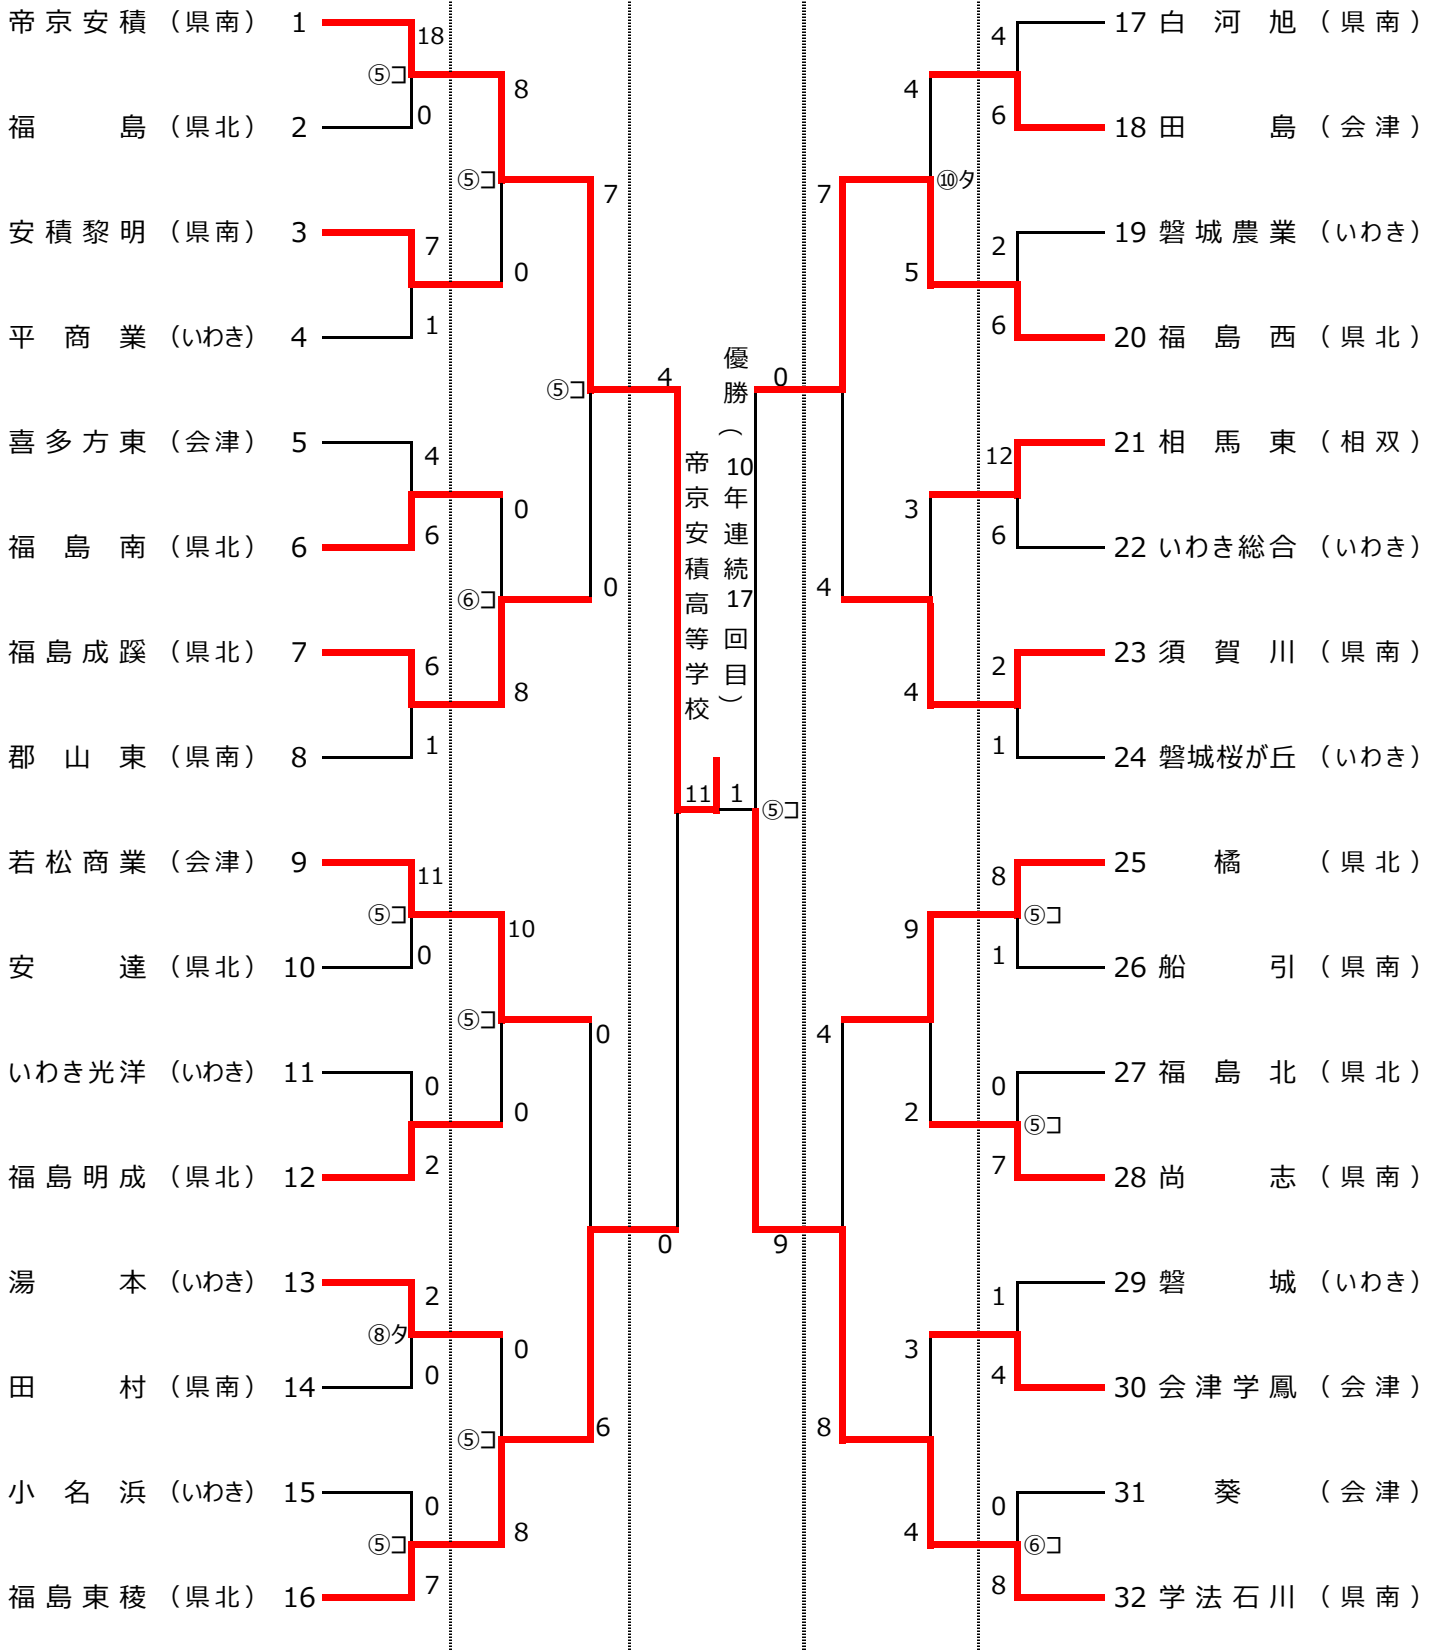 帝京安積 (県南) 1
18
⑤コ
8
0
福島 (県北) 2
⑤コ
7
安積黎明 (県南) 3
7
0
1
平商業 (いわき) 4
⑤コ
4
喜多方東 (会津) 5
4
0
6
福島南 (県北) 6
⑥コ
0
福島成蹊 (県北) 7
6
8
1
郡山東 (県南) 8
若松商業 (会津) 9
11
⑤コ
10
0
安達 (県北) 10
⑤コ
0
いわき光洋 (いわき) 11
0
0
2
福島明成 (県北) 12
0
湯本 (いわき) 13
2
⑧タ
0
0
田村 (県南) 14
⑤コ
6
小名浜 (いわき) 15
0
⑤コ
8
7
福島東稜 (県北) 16
優勝(10年連続17回目)
帝京安積高等学校
11 1
⑤コ
4
17 白河旭 (県南)
4
6
18 田島 (会津)
7
⑩タ
2
19 磐城農業 (いわき)
5
6
20 福島西 (県北)
0
12
21 相馬東 (相双)
3
6
22 いわき総合 (いわき)
4
2
23 須賀川 (県南)
4
1
24 磐城桜が丘 (いわき)
8
25 橘 (県北)
9
⑤コ
1
26 船引 (県南)
4
0
27 福島北 (県北)
2
⑤コ
7
28 尚志 (県南)
9
1
29 磐城 (いわき)
3
4
30 会津学鳳 (会津)
8
0
31 葵 (会津)
4
⑥コ
8
32 学法石川 (県南)